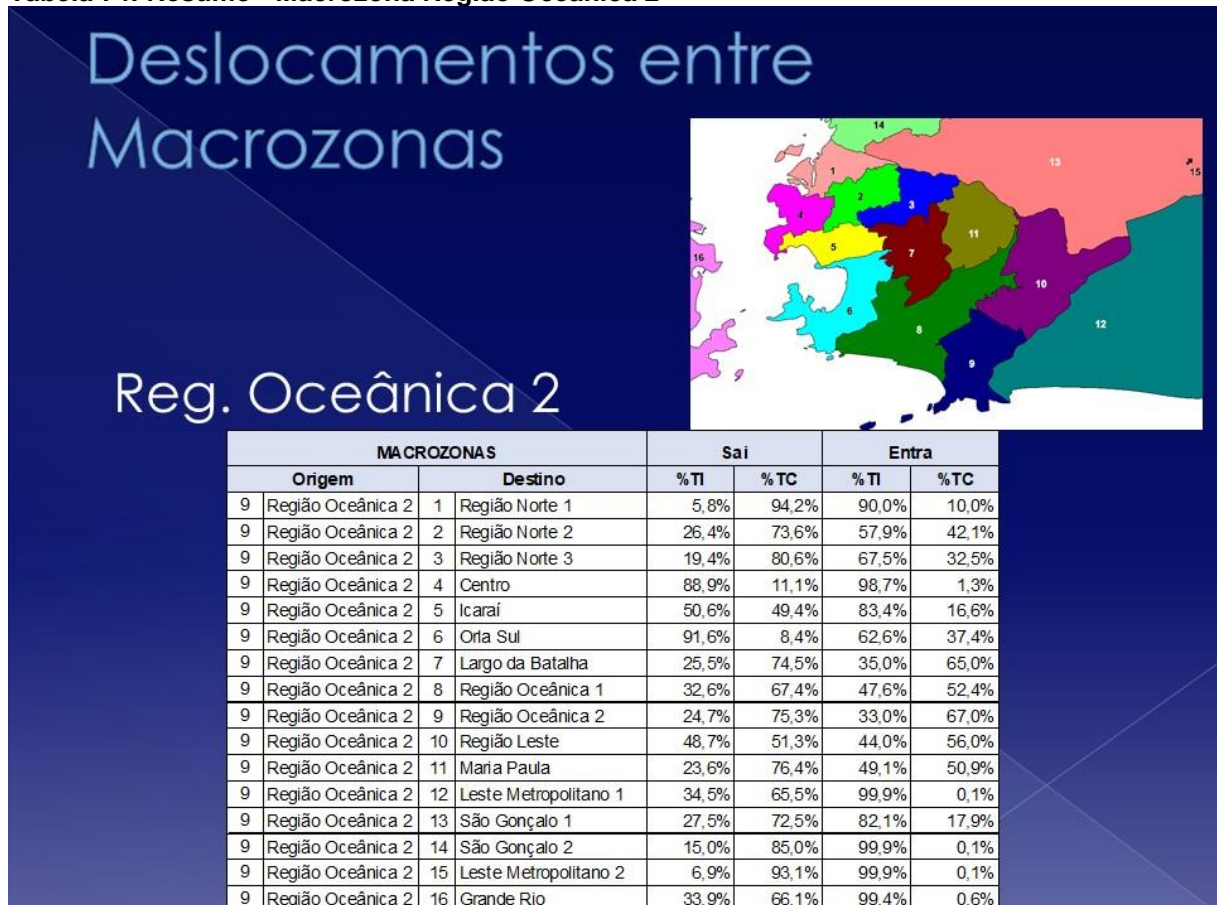 Deslocamentos entre
Macrozonas
14
13
15
1
2
3
4
11
5
7
16
10
6
8
12
9
Reg. Oceânica 2
MACROZONAS Sai Entra
Origem Destino %TI %TC %TI %TC
9 Região Oceânica 2 1 Região Norte 1 5,8% 94,2% 90,0% 10,0%
9 Região Oceânica 2 2 Região Norte 2 26,4% 73,6% 57,9% 42,1%
9 Região Oceânica 2 3 Região Norte 3 19,4% 80,6% 67,5% 32,5%
9 Região Oceânica 2 4 Centro 88,9% 11,1% 98,7% 1,3%
9 Região Oceânica 2 5 Icaraí 50,6% 49,4% 83,4% 16,6%
9 Região Oceânica 2 6 Orla Sul 91,6% 8,4% 62,6% 37,4%
9 Região Oceânica 2 7 Largo da Batalha 25,5% 74,5% 35,0% 65,0%
9 Região Oceânica 2 8 Região Oceânica 1 32,6% 67,4% 47,6% 52,4%
9 Região Oceânica 2 9 Região Oceânica 2 24,7% 75,3% 33,0% 67,0%
9 Região Oceânica 2 10 Região Leste 48,7% 51,3% 44,0% 56,0%
9 Região Oceânica 2 11 Maria Paula 23,6% 76,4% 49,1% 50,9%
9 Região Oceânica 2 12 Leste Metropolitano 1 34,5% 65,5% 99,9% 0,1%
9 Região Oceânica 2 13 São Gonçalo 1 27,5% 72,5% 82,1% 17,9%
9 Região Oceânica 2 14 São Gonçalo 2 15,0% 85,0% 99,9% 0,1%
9 Região Oceânica 2 15 Leste Metropolitano 2 6,9% 93,1% 99,9% 0,1%
9 Região Oceânica 2 16 Grande Rio 33,9% 66,1% 99,4% 0,6%